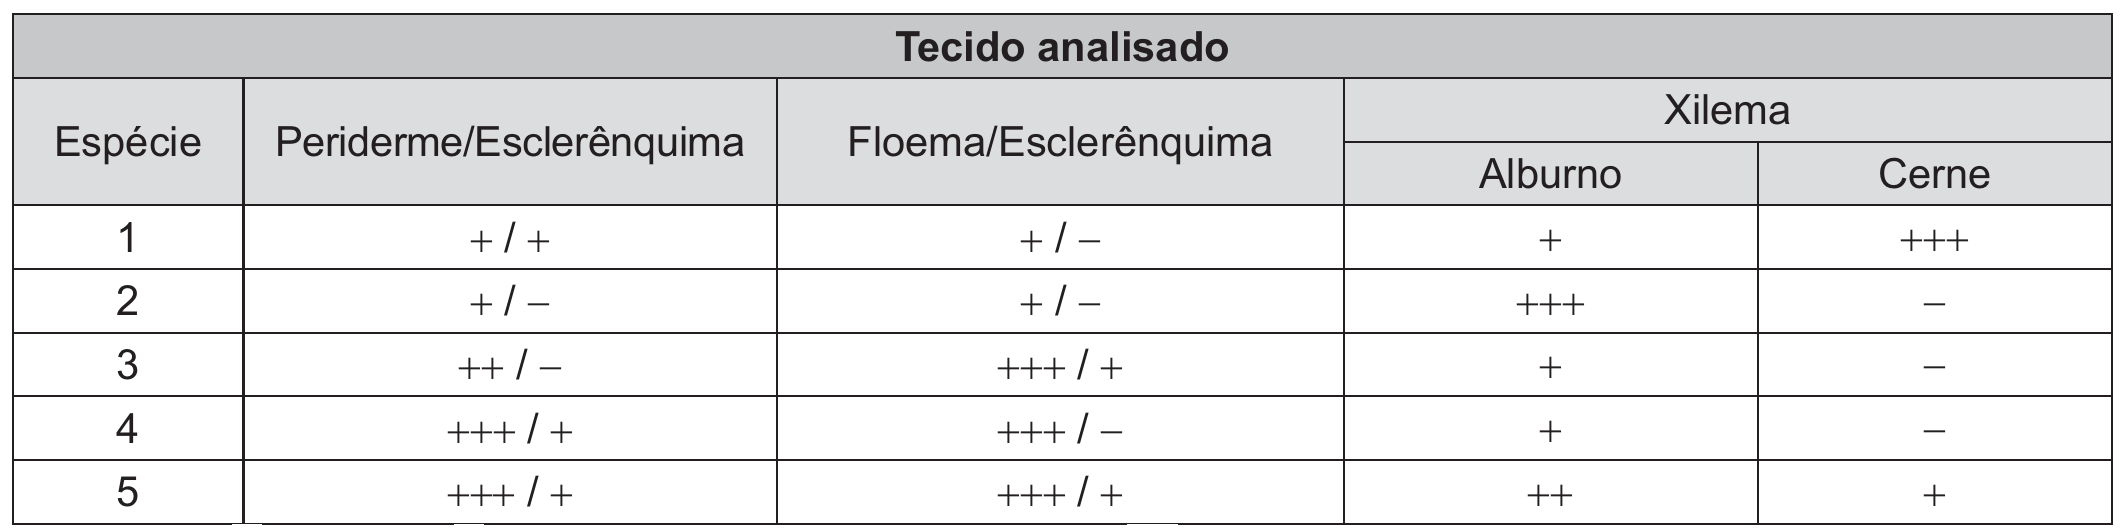 Tecido analisado
Espécie Periderme/Esclerênquima Floema/Esclerênquima Xilema
Alburno Cerne
1 + / + + / – + +++
2 + / – + / – +++ –
3 ++ / – +++ / + + –
4 +++ / + +++ / – + –
5 +++ / + +++ / + ++ +